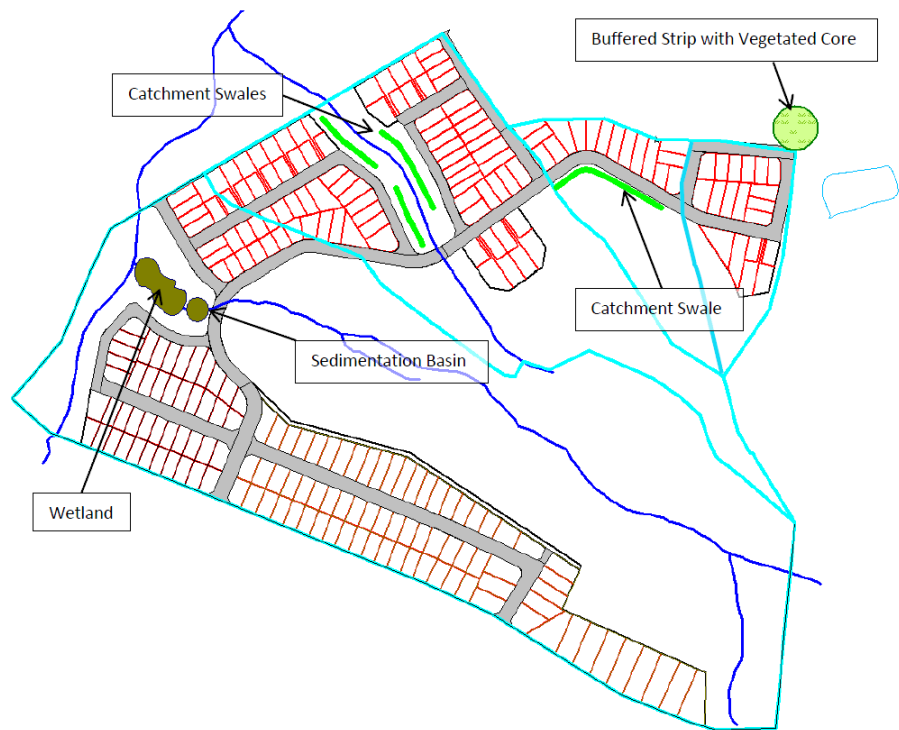 Buffered Strip with Vegetated Core
Catchment Swales
Catchment Swale
Sedimentation Basin
Wetland